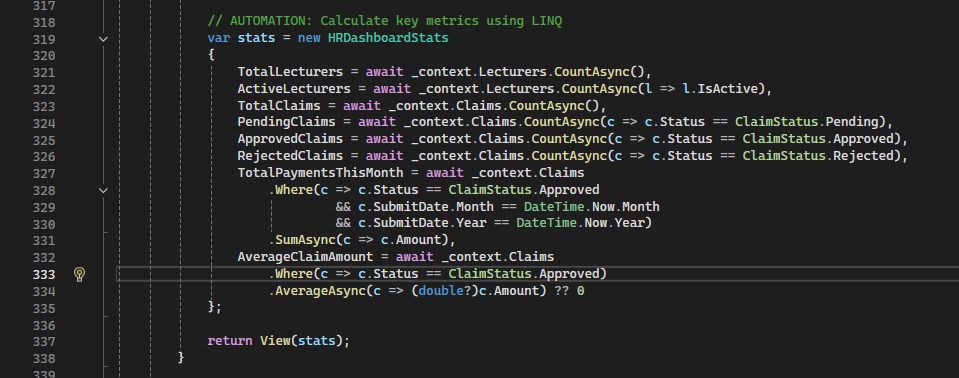 317
318 // AUTOMATION: Calculate key metrics using LINQ
319 var stats = new HRDashboardStats
320 {
321 TotalLecturers = await _context.Lecturers.CountAsync(),
322 ActiveLecturers = await _context.Lecturers.CountAsync(l => l.IsActive),
323 TotalClaims = await _context.Claims.CountAsync(),
324 PendingClaims = await _context.Claims.CountAsync(c => c.Status == ClaimStatus.Pending),
325 ApprovedClaims = await _context.Claims.CountAsync(c => c.Status == ClaimStatus.Approved),
326 RejectedClaims = await _context.Claims.CountAsync(c => c.Status == ClaimStatus.Rejected),
327 TotalPaymentsThisMonth = await _context.Claims
328 .Where(c => c.Status == ClaimStatus.Approved
329 && c.SubmitDate.Month == DateTime.Now.Month
330 && c.SubmitDate.Year == DateTime.Now.Year)
331 .SumAsync(c => c.Amount),
332 AverageClaimAmount = await _context.Claims
333 .Where(c => c.Status == ClaimStatus.Approved)
334 .AverageAsync(c => (double?)c.Amount) ?? 0
335 };
336
337 return View(stats);
338 }
339